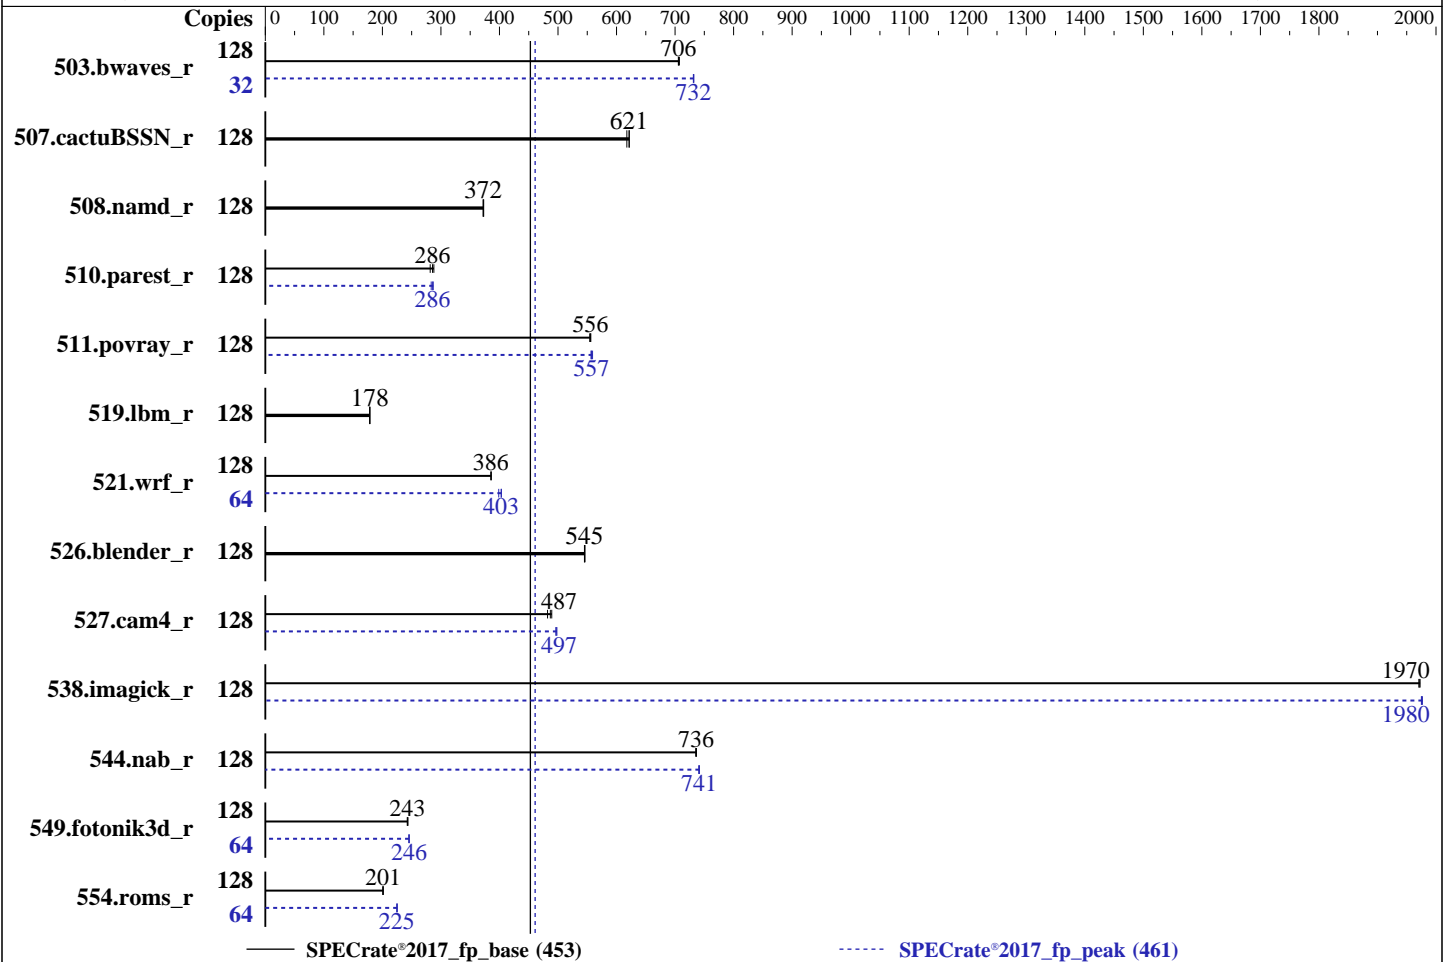 Copies 0 100 200 300 400 500 600 700 800 900 1000 1100 1200 1300 1400 1500 1600 1700 1800 2000
503.bwaves_r 128 706
32 732
507.cactuBSSN_r 128 621
508.namd_r 128 372
510.parest_r 128 286
286
511.povray_r 128 556
557
519.lbm_r 128 178
521.wrf_r 128 386
64 403
526.blender_r 128 545
527.cam4_r 128 487
497
538.imagick_r 128 1970
1980
544.nab_r 128 736
741
549.fotonik3d_r 128 243
64 246
554.roms_r 128 201
64 225
SPECrate®2017_fp_base (453) SPECrate®2017_fp_peak (461)